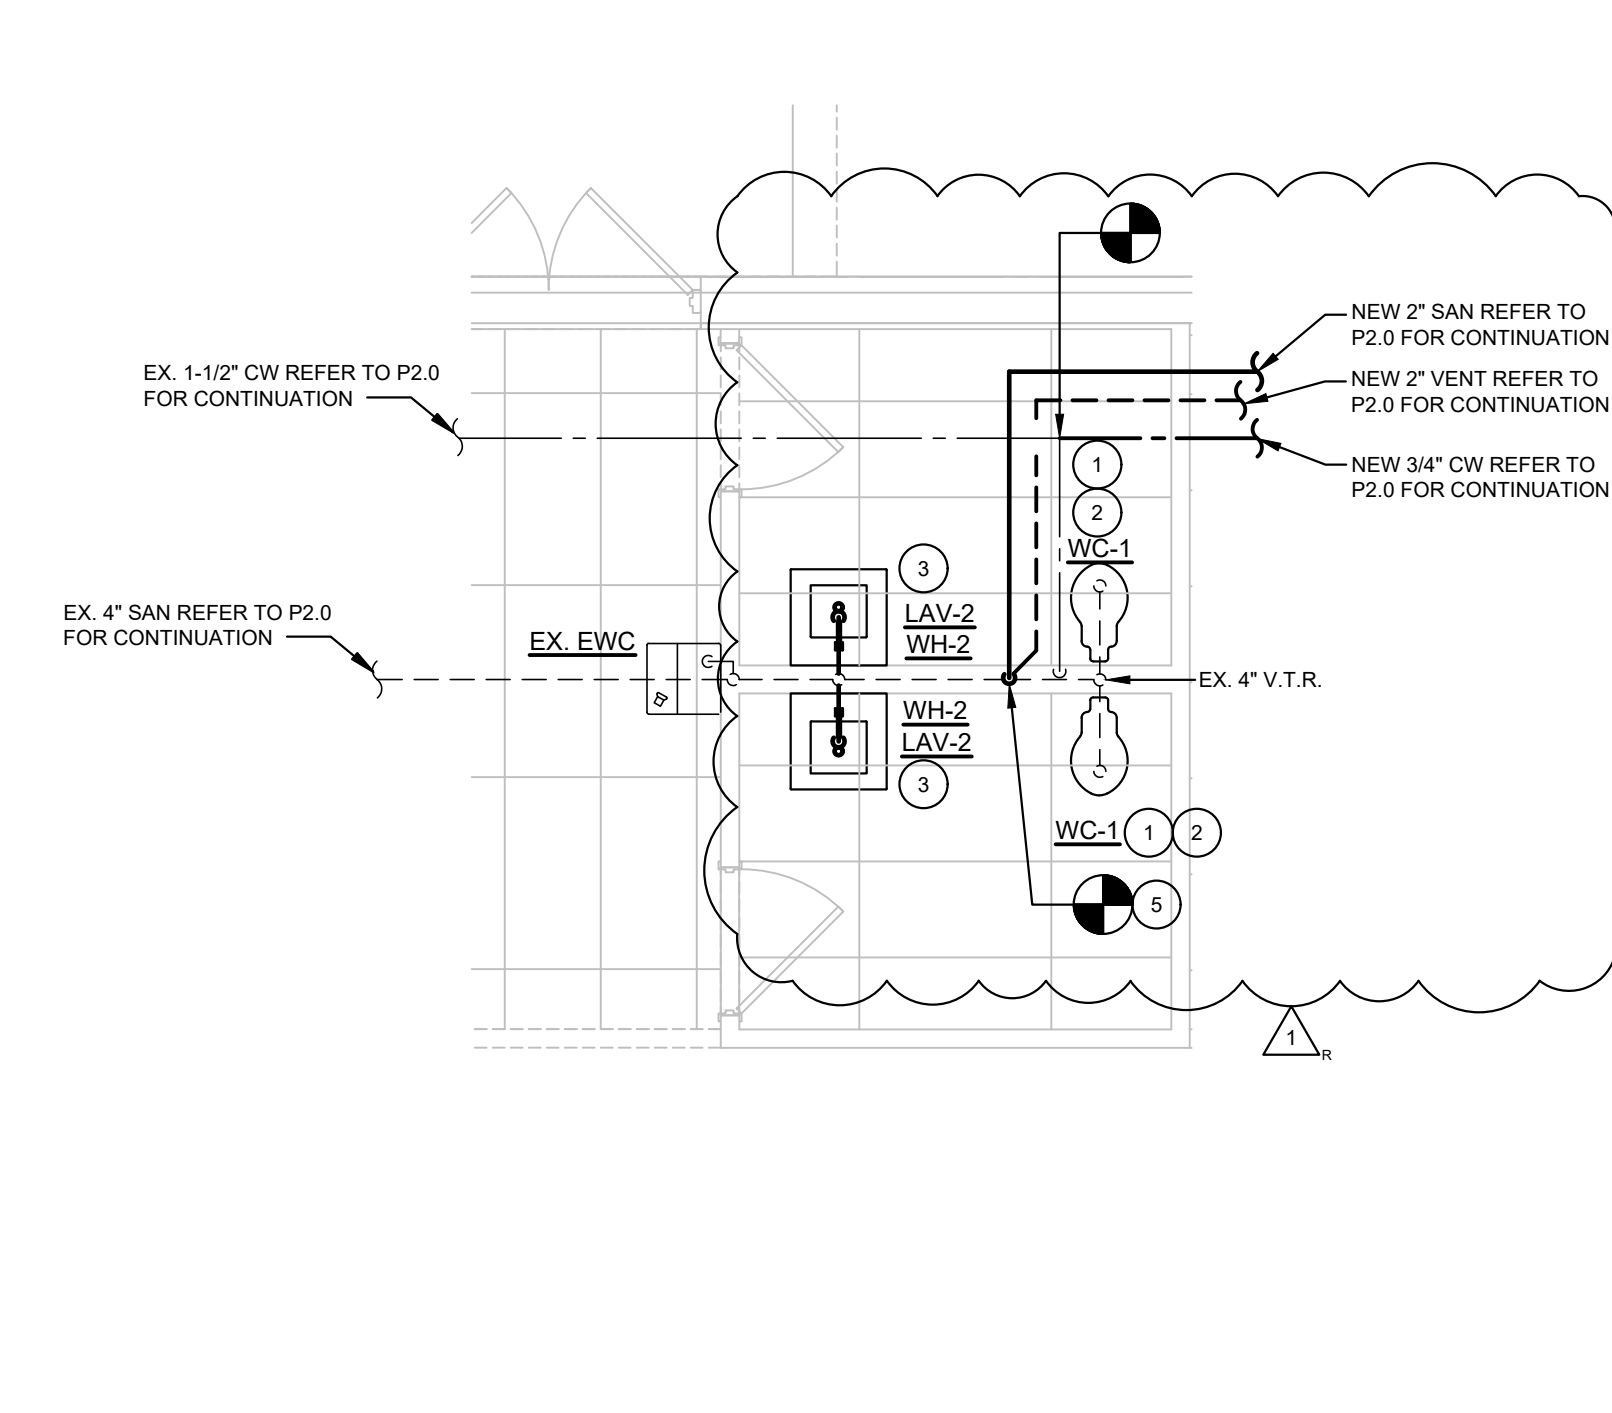 NEW 2" SAN REFER TO
P2.0 FOR CONTINUATION
EX. 1-1/2" CW REFER TO P2.0
FOR CONTINUATION
NEW 2" VENT REFER TO
P2.0 FOR CONTINUATION
NEW 3/4" CW REFER TO
P2.0 FOR CONTINUATION
1
2
WC-1
3
LAV-2
WH-2
EX. 4" SAN REFER TO P2.0
FOR CONTINUATION
EX. EWC
EX. 4" V.T.R.
WH-2
LAV-2
3
WC-1 1 2
5
1
R